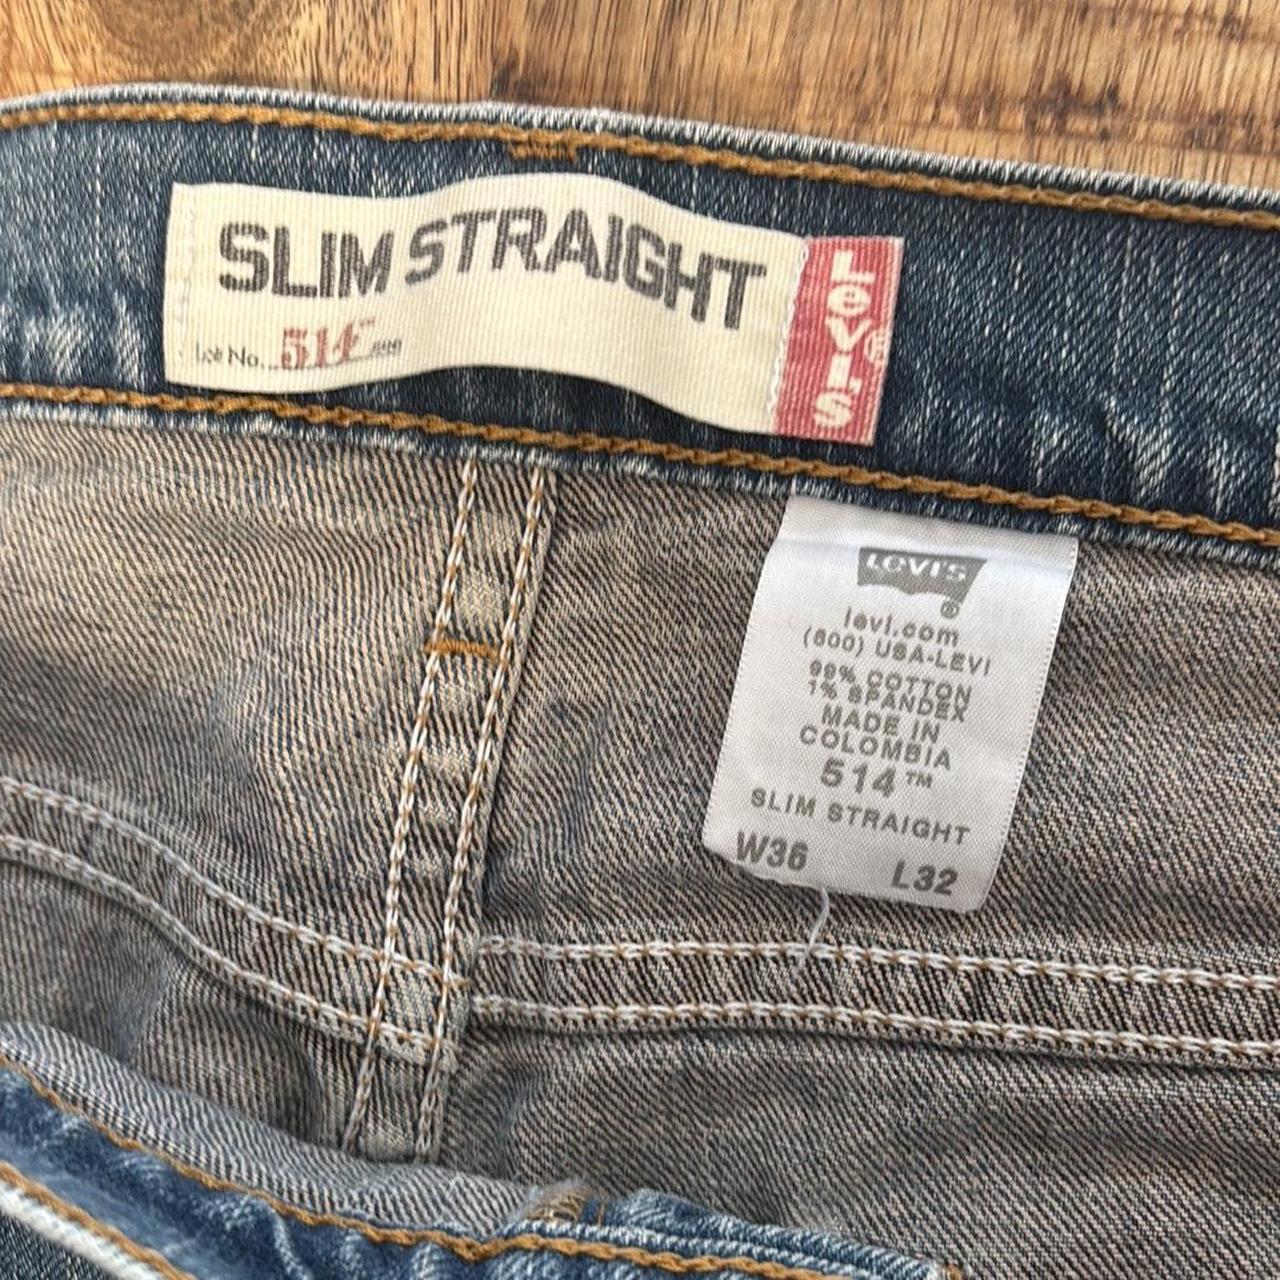 SLIM STRAIGHT
Lot No. 514™
LEVI'S®
LEVI'S
®
levi.com
(800) USA-LEVI
99% COTTON
1% SPANDEX
MADE IN
COLOMBIA
514™
SLIM STRAIGHT
W36 L32